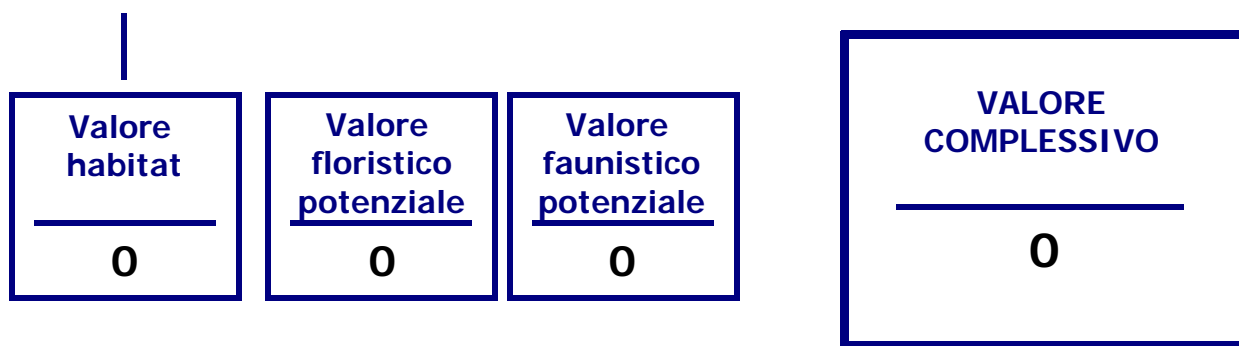 Valore
habitat
0
Valore
floristico
potenziale
0
Valore
faunistico
potenziale
0
VALORE
COMPLESSIVO
0